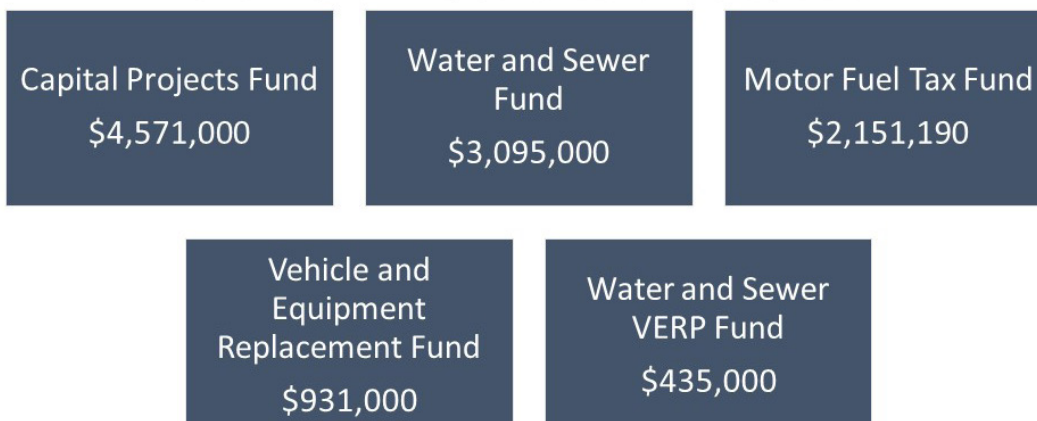 Capital Projects Fund
$4,571,000
Water and Sewer
Fund
$3,095,000
Motor Fuel Tax Fund
$2,151,190
Vehicle and
Equipment
Replacement Fund
$931,000
Water and Sewer
VERP Fund
$435,000